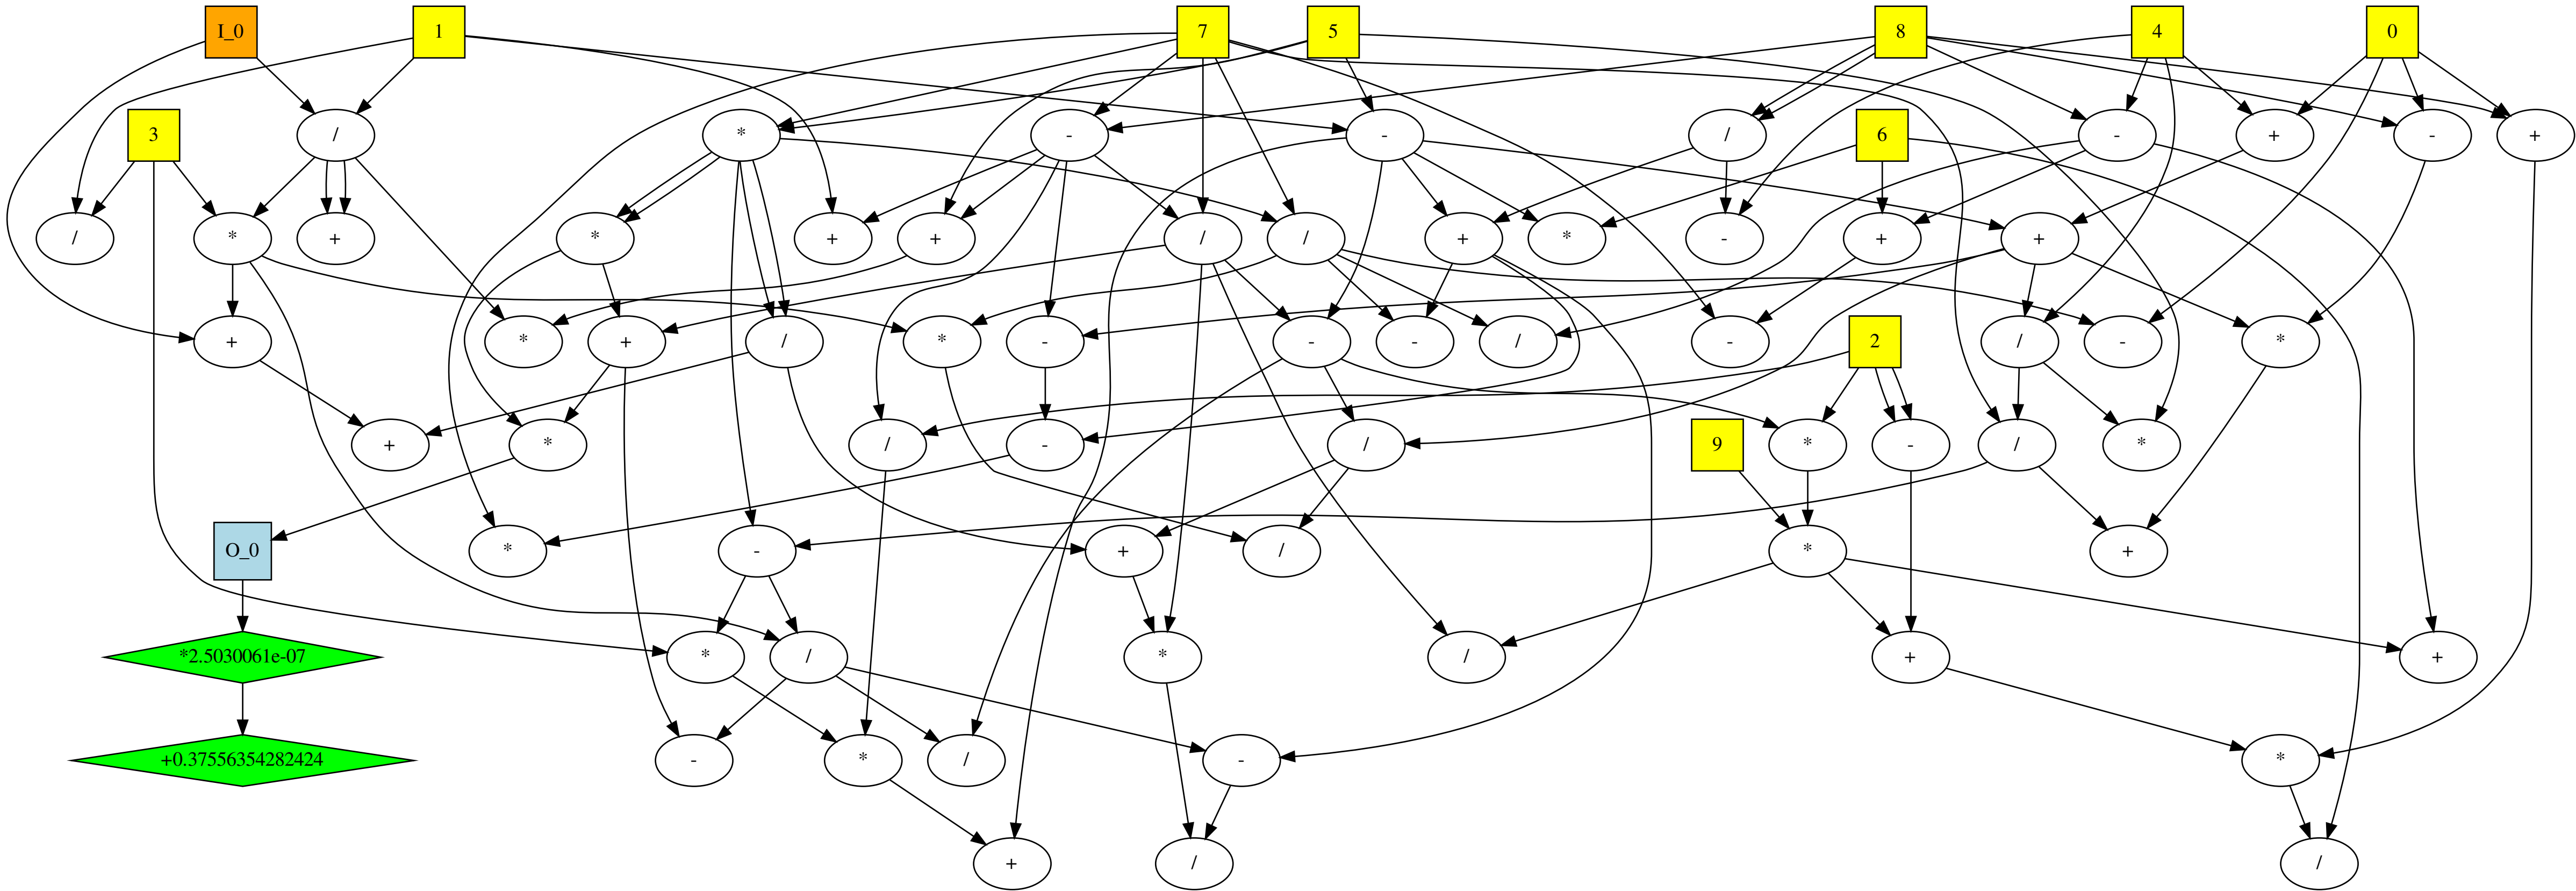 I_0 1 7 5 8 4 0
3 * - - / 6 - + - +
/ * + * + + / / + * - + +
+ * + / * - - - / - 2 / - *
+ * / - / 9 * - / *
O_0 * - + / * +
*2.5030061e-07 * / * / + +
+0.37556354282424 - * / - *
+ / /